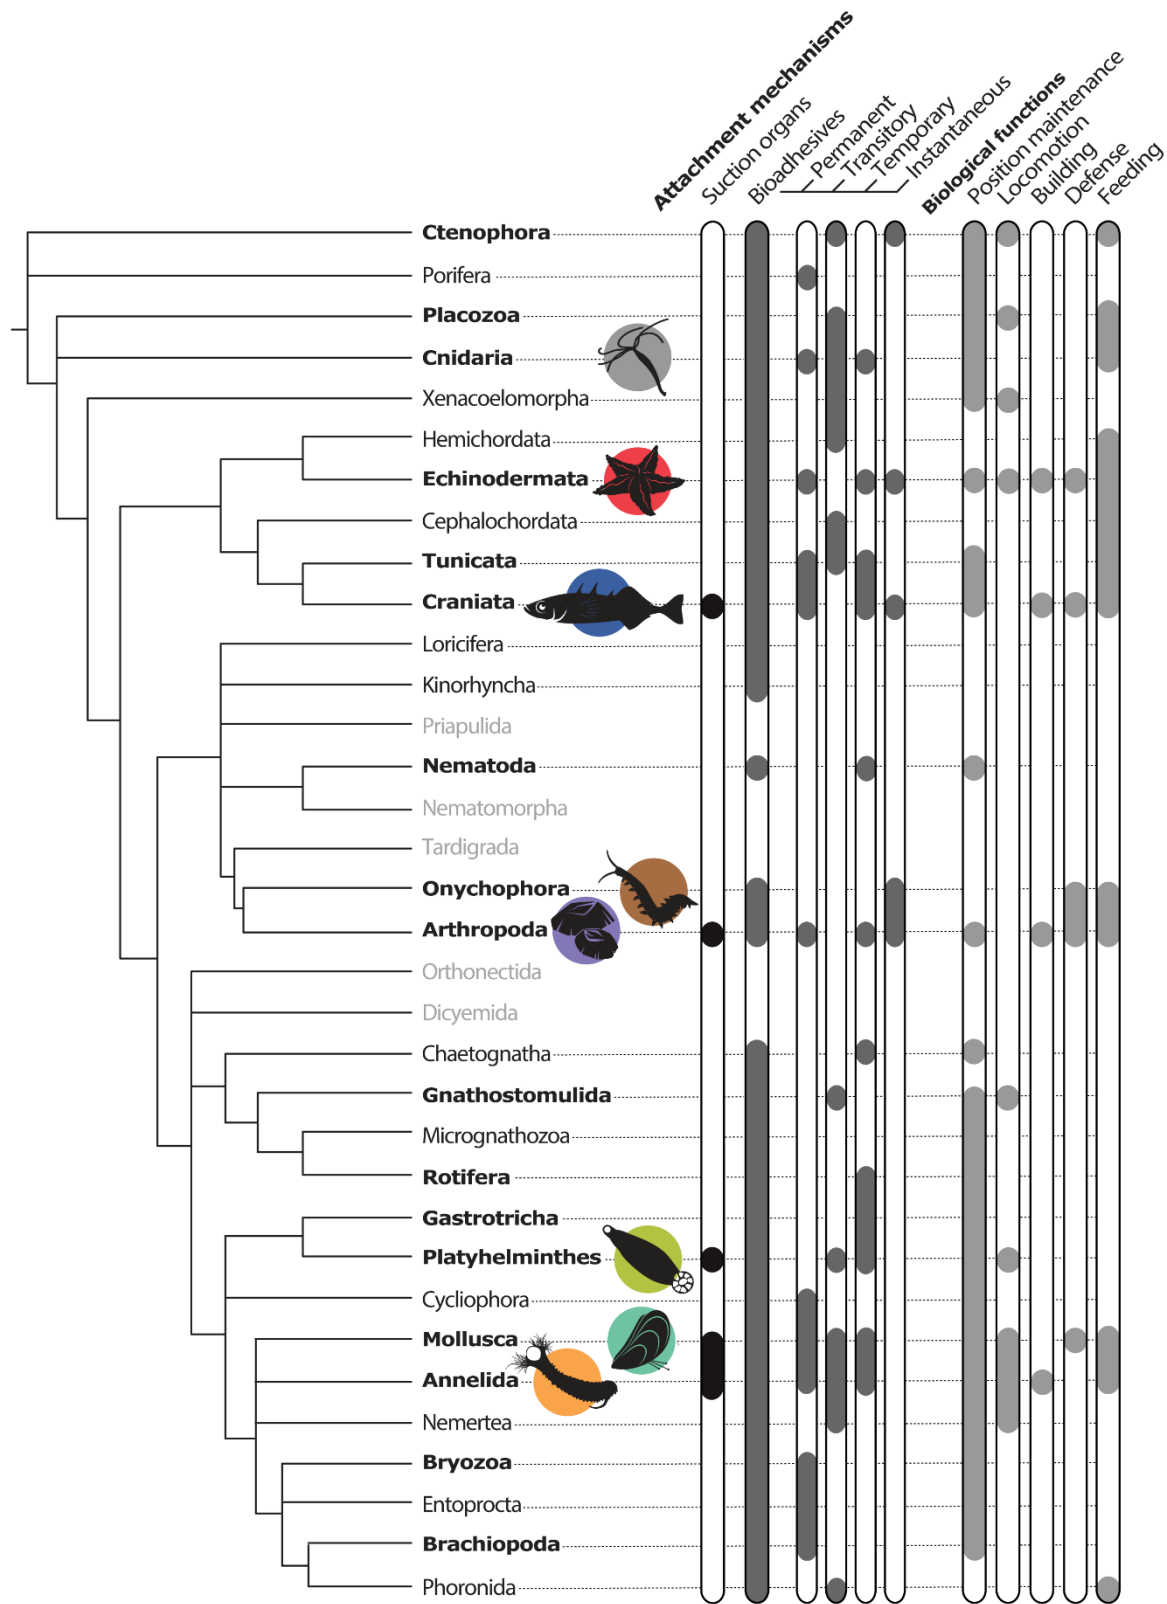 Attachment mechanisms
Suction organs
Bioadhesives
Permanent
Transitory
Temporary
Instantaneous
Biological functions
Position maintenance
Locomotion
Building
Defense
Feeding
Ctenophora
Porifera
Placozoa
Cnidaria
Xenacoelomorpha
Hemichordata
Echinodermata
Cephalochordata
Tunicata
Craniata
Loricifera
Kinorhyncha
Priapulida
Nematoda
Nematomorpha
Tardigrada
Onychophora
Arthropoda
Orthonectida
Dicyemida
Chaetognatha
Gnathostomulida
Micrognathozoa
Rotifera
Gastrotricha
Platyhelminthes
Cycliophora
Mollusca
Annelida
Nemertea
Bryozoa
Entoprocta
Brachiopoda
Phoronida